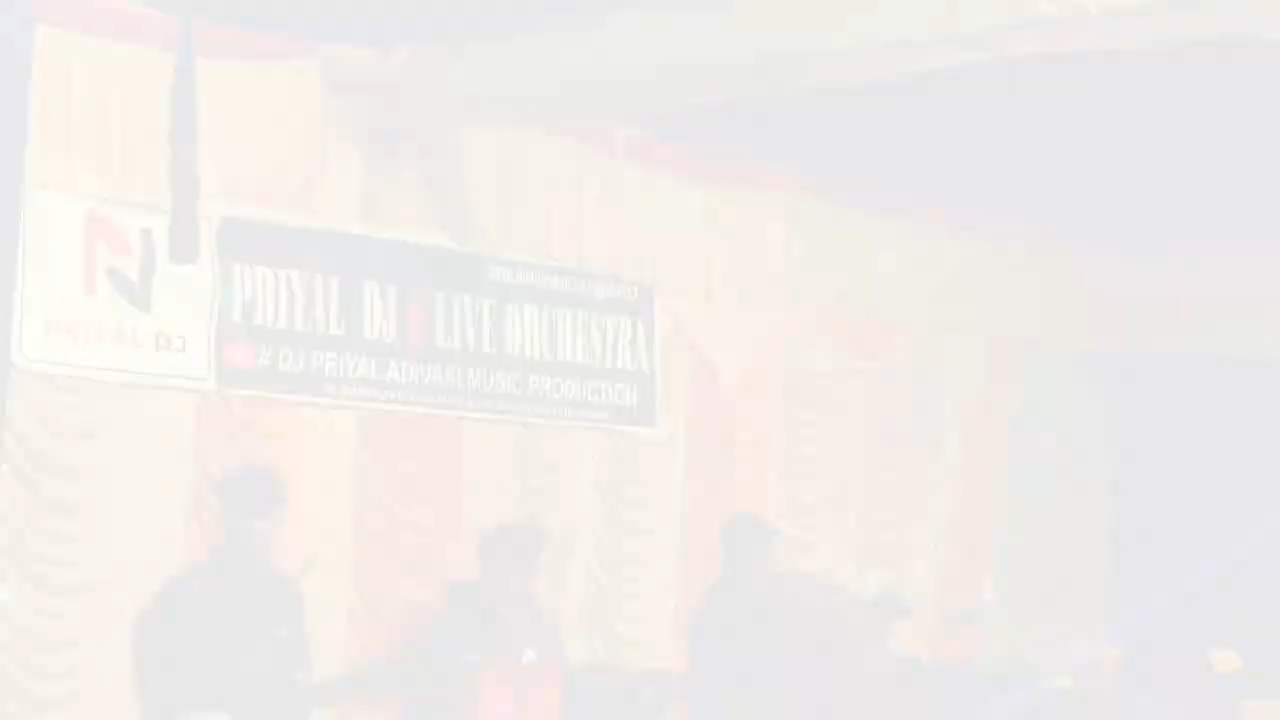 PRIYAL DJ
PRIYAL DJ LIVE ORCHESTRA
# DJ PRIYAL ADIVASI MUSIC PRODUCTION